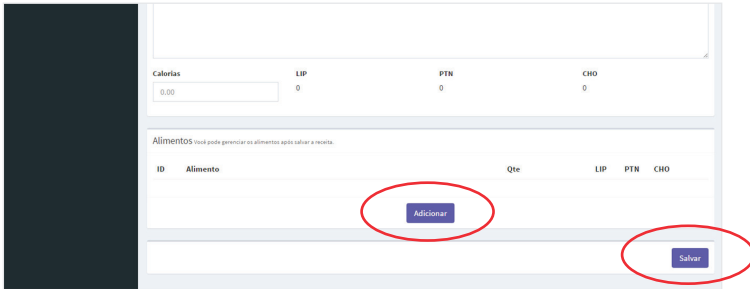 Calorias LIP PTN CHO
0.00 0 0 0
Alimentos Você pode gerenciar os alimentos após salvar a receita.
ID Alimento Qte LIP PTN CHO
Adicionar
Salvar